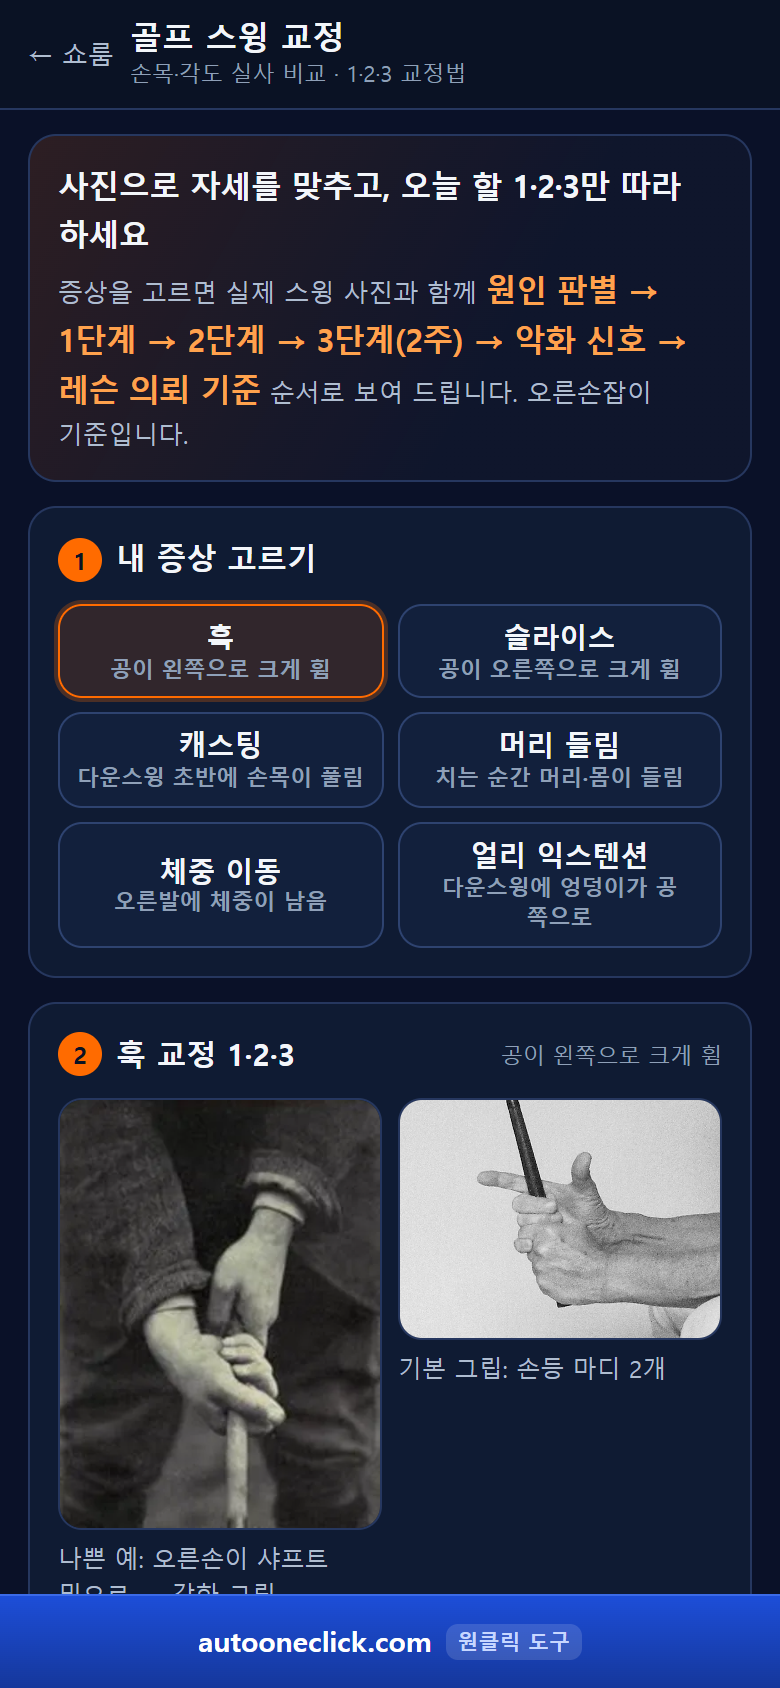 ← 쇼룸
골프 스윙 교정
손목·각도 실사 비교 · 1·2·3 교정법
사진으로 자세를 맞추고, 오늘 할 1·2·3만 따라
하세요
증상을 고르면 실제 스윙 사진과 함께 원인 판별 →
1단계 → 2단계 → 3단계(2주) → 악화 신호 →
레슨 의뢰 기준 순서로 보여 드립니다. 오른손잡이
기준입니다.
1 내 증상 고르기
훅
공이 왼쪽으로 크게 휨
슬라이스
공이 오른쪽으로 크게 휨
캐스팅
다운스윙 초반에 손목이 풀림
머리 들림
치는 순간 머리·몸이 들림
체중 이동
오른발에 체중이 남음
얼리 익스텐션
다운스윙에 엉덩이가 공
쪽으로
2 훅 교정 1·2·3
공이 왼쪽으로 크게 휨
기본 그립: 손등 마디 2개
나쁜 예: 오른손이 샤프트
autooneclick.com 원클릭 도구